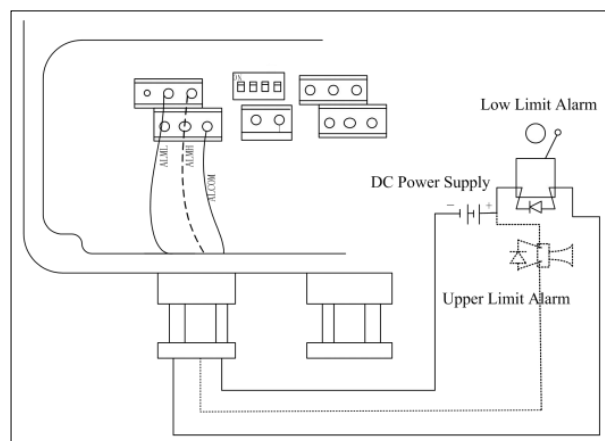 ON
Low Limit Alarm
ALML
ALMH
ALCOM
DC Power Supply
− +
Upper Limit Alarm